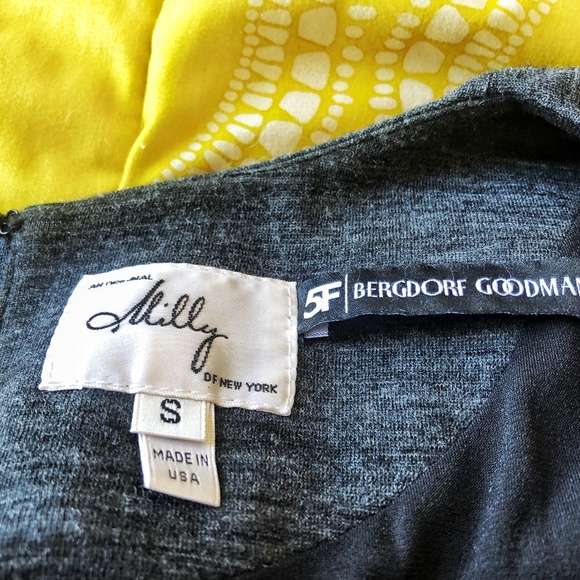 AN ORIGINAL
Milly
OF NEW YORK
S
MADE IN
USA
5F | BERGDORF GOODMAN